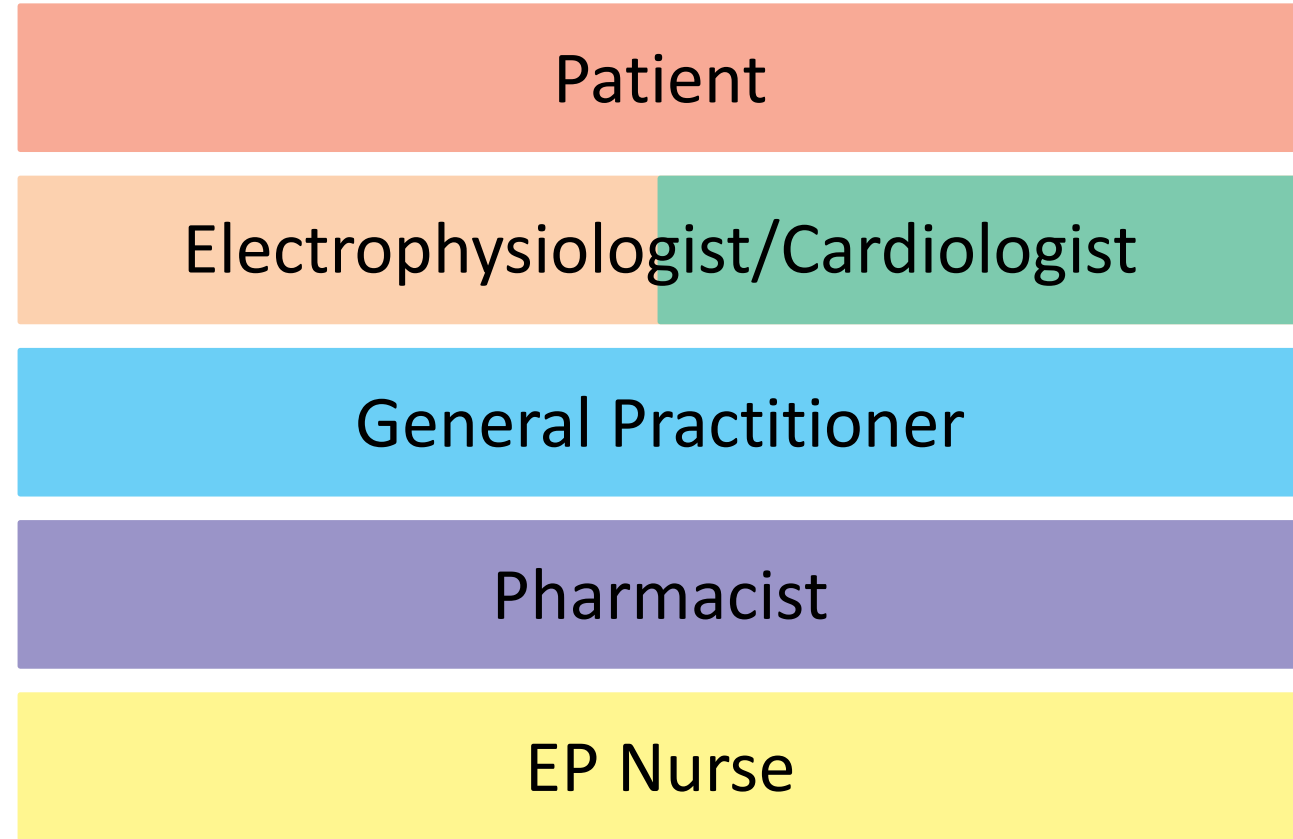 Patient
Electrophysiologist/Cardiologist
General Practitioner
Pharmacist
EP Nurse